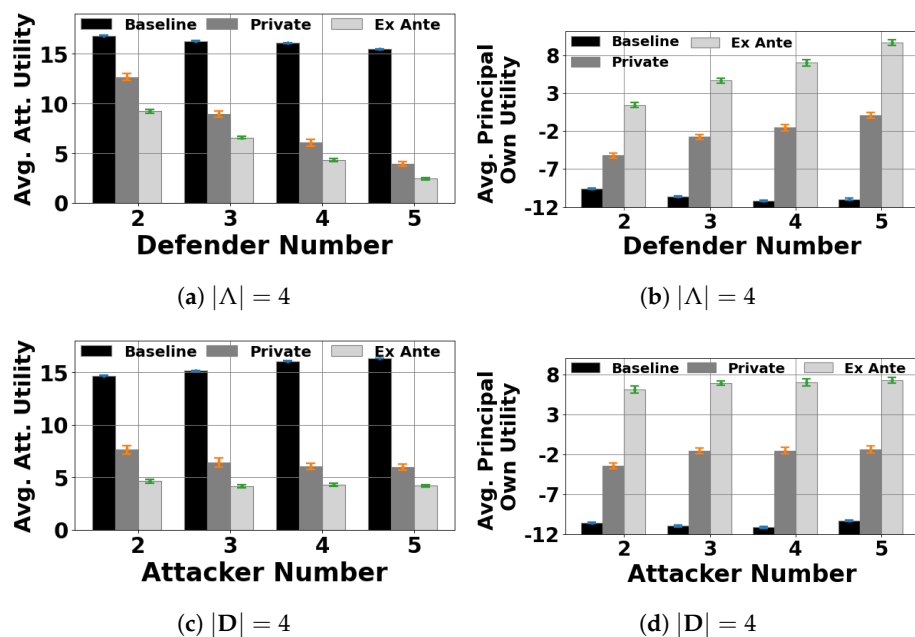 Baseline Private Ex Ante
Avg. Att. Utility
15
10
5
0
2 3 4 5
Defender Number
(a) |Λ| = 4
Baseline Ex Ante
Private
Avg. Principal
Own Utility
8
3
-2
-7
-12
2 3 4 5
Defender Number
(b) |Λ| = 4
Baseline Private Ex Ante
Avg. Att. Utility
15
10
5
0
2 3 4 5
Attacker Number
(c) |D| = 4
Baseline Private Ex Ante
Avg. Principal
Own Utility
8
3
-2
-7
-12
2 3 4 5
Attacker Number
(d) |D| = 4